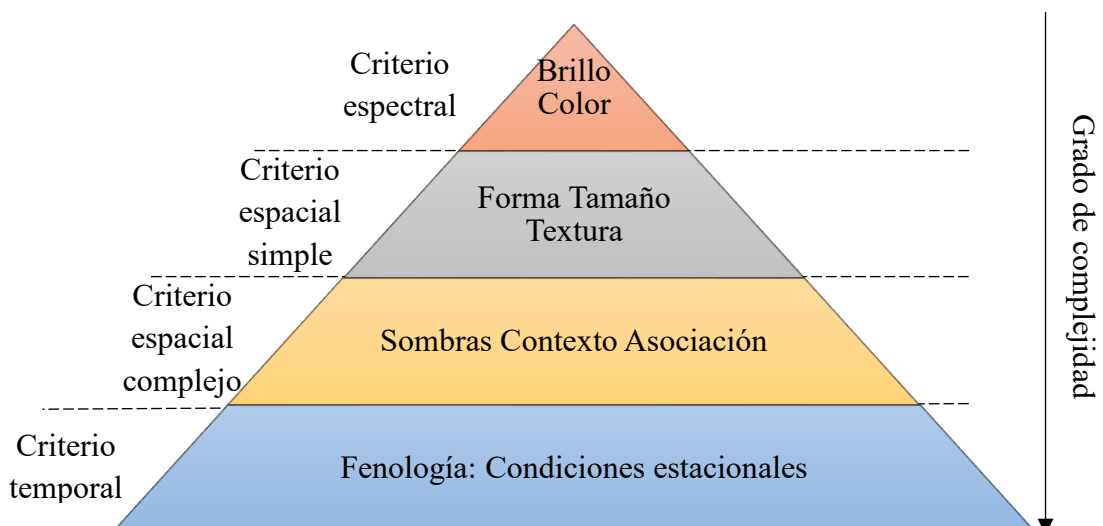 Criterio
espectral
Brillo
Color
Criterio
espacial
simple
Forma Tamaño
Textura
Criterio
espacial
complejo
Sombras Contexto Asociación
Criterio
temporal
Fenología: Condiciones estacionales
Grado de complejidad